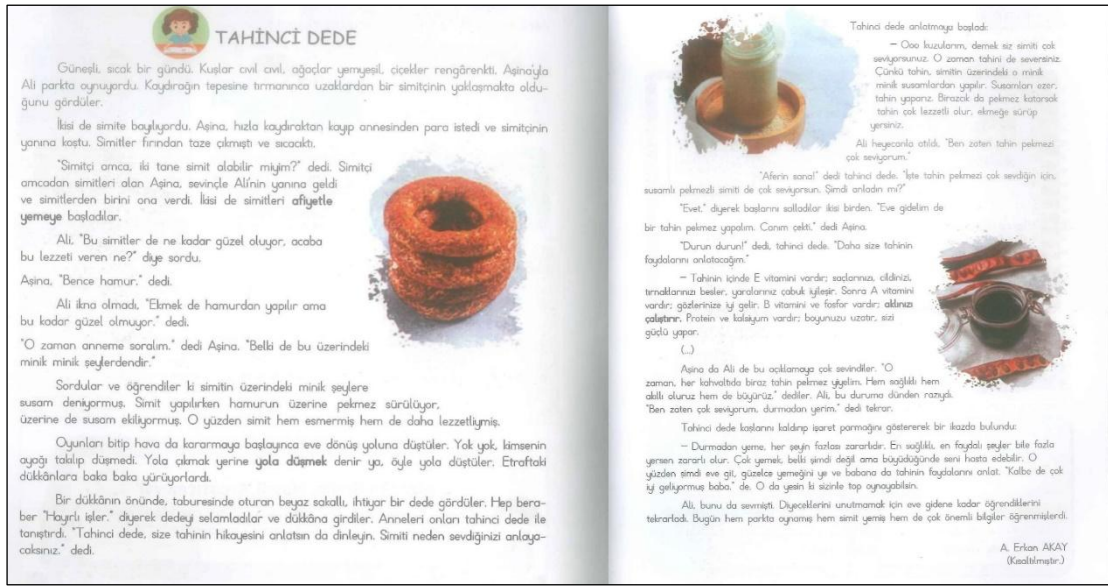 TAHİNCİ DEDE
Güneşli, sıcak bir gündü. Kuşlar cıvıl cıvıl, ağaçlar yemyeşil, çiçekler rengârenkti. Aşina'yla
Ali parkta oynuyordu. Kaydırağın tepesine tırmanınca uzaklardan bir simitçinin yaklaşmakta oldu-
ğunu gördüler.
İkisi de simite bayılıyordu. Aşina, hızla kaydıraktan kayıp annesinden para istedi ve simitçinin
yanına koştu. Simitler fırından taze çıkmıştı ve sıcacıktı.
"Simitçi amca, iki tane simit alabilir miyim?" dedi. Simitçi
amcadan simitleri alan Aşina, sevinçle Ali'nin yanına geldi
ve simitlerden birini ona verdi. İkisi de simitleri afiyetle
yemeye başladılar.
Ali, "Bu simitler de ne kadar güzel oluyor, acaba
bu lezzeti veren ne?" diye sordu.
Aşina, "Bence hamur." dedi.
Ali ikna olmadı, "Ekmek de hamurdan yapılır ama
bu kadar güzel olmuyor." dedi.
"O zaman anneme soralım." dedi Aşina. "Belki de bu üzerindeki
minik minik şeylerdendir."
Sordular ve öğrendiler ki simitin üzerindeki minik şeylere
susam deniyormuş. Simit yapılırken hamurun üzerine pekmez sürülüyor,
üzerine de susam ekiliyormuş. O yüzden simit hem esmermiş hem de daha lezzetliymiş.
Oyunları bitip hava da kararmaya başlayınca eve dönüş yoluna düştüler. Yok yok, kimsenin
ayağı takılıp düşmedi. Yola çıkmak yerine yola düşmek denir ya, öyle yola düştüler. Etraftaki
dükkânlara baka baka yürüyorlardı.
Bir dükkânın önünde, taburesinde oturan beyaz sakallı, ihtiyar bir dede gördüler. Hep bera-
ber "Hayırlı işler." diyerek dedeyi selamladılar ve dükkâna girdiler. Anneleri onları tahinci dede ile
tanıştırdı. "Tahinci dede, size tahinin hikayesini anlatsın da dinleyin. Simiti neden sevdiğinizi anlaya-
caksınız." dedi.
Tahinci dede anlatmaya başladı:
– Ooo kuzularım, demek siz simiti çok
seviyorsunuz. O zaman tahini de seversiniz.
Çünkü tahin, simitin üzerindeki o minik
minik susamlardan yapılır. Susamları ezer,
tahin yaparız. Birazcık da pekmez katarsak
tahin çok lezzetli olur, ekmeğe sürüp
yersiniz.
Ali heyecanla atıldı, "Ben zaten tahin pekmezi
çok seviyorum."
"Aferin sana!" dedi tahinci dede. "İşte tahin pekmezi çok sevdiğin için,
susamlı pekmezli simiti de çok seviyorsun. Şimdi anladın mı?"
"Evet," diyerek başlarını salladılar ikisi birden. "Eve gidelim de
bir tahin pekmez yapalım. Canım çekti." dedi Aşina.
"Durun durun!" dedi, tahinci dede. "Daha size tahinin
faydalarını anlatacağım."
– Tahinin içinde E vitamini vardır; saçlarınızı, cildinizi,
tırnaklarınızı besler, yaralarınız çabuk iyileşir. Sonra A vitamini
vardır; gözlerinize iyi gelir. B vitamini ve fosfor vardır; aklınızı
çalıştırır. Protein ve kalsiyum vardır; boyunuzu uzatır, sizi
güçlü yapar.
(...)
Aşina da Ali de bu açıklamaya çok sevindiler. "O
zaman, her kahvaltıda biraz tahin pekmez yiyelim. Hem sağlıklı hem
akıllı oluruz hem de büyürüz." dediler. Ali, bu duruma dünden razıydı.
"Ben zaten çok seviyorum, durmadan yerim." dedi tekrar.
Tahinci dede kaşlarını kaldırıp işaret parmağını göstererek bir ikazda bulundu:
– Durmadan yeme, her şeyin fazlası zararlıdır. En sağlıklı, en faydalı şeyler bile fazla
yersen zararlı olur. Çok yemek, belki şimdi değil ama büyüdüğünde seni hasta edebilir. O
yüzden şimdi eve git, güzelce yemeğini ye ve babana da tahinin faydalarını anlat. "Kalbe de çok
iyi geliyormuş baba." de. O da yesin ki sizinle top oynayabilsin.
Ali, bunu da sevmişti. Diyeceklerini unutmamak için eve gidene kadar öğrendiklerini
tekrarladı. Bugün hem parkta oynamış hem simit yemiş hem de çok önemli bilgiler öğrenmişlerdi.
A. Erkan AKAY
(Kısaltılmıştır.)